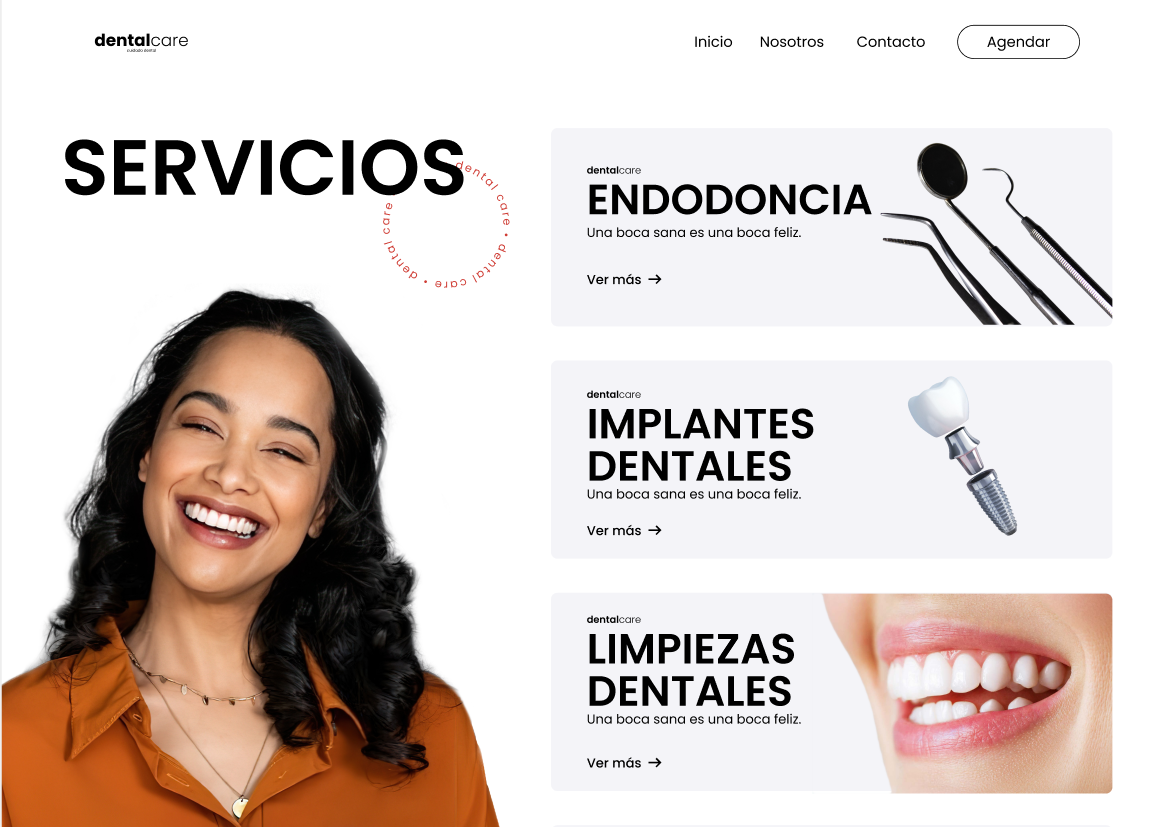 dentalcare
cuidado dental
Inicio
Nosotros
Contacto
Agendar
SERVICIOS
dental care • dental care • dental care
dentalcare
ENDODONCIA
Una boca sana es una boca feliz.
Ver más →
dentalcare
IMPLANTES
DENTALES
Una boca sana es una boca feliz.
Ver más →
dentalcare
LIMPIEZAS
DENTALES
Una boca sana es una boca feliz.
Ver más →